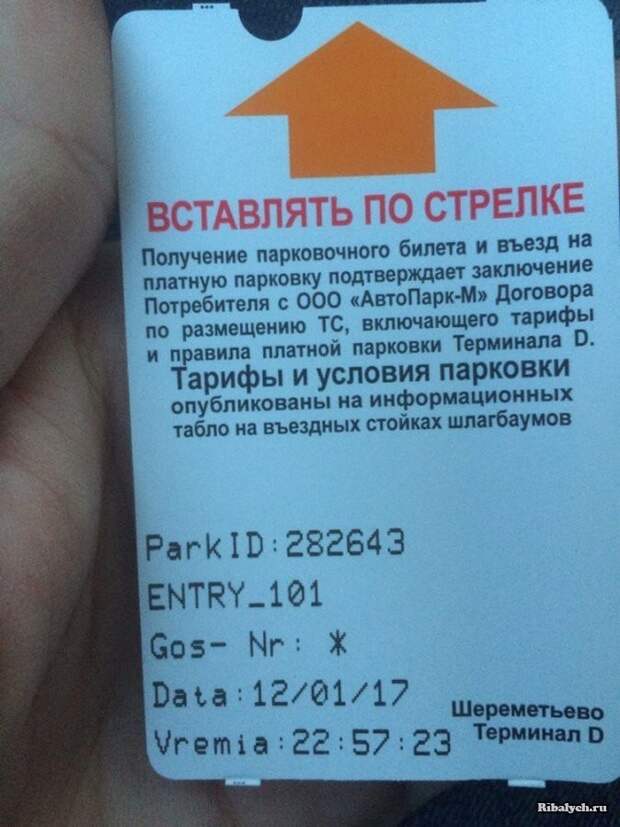 ВСТАВЛЯТЬ ПО СТРЕЛКЕ
Получение парковочного билета и въезд на
платную парковку подтверждает заключение
Потребителя с ООО «АвтоПарк-М» Договора
по размещению ТС, включающего тарифы
и правила платной парковки Терминала D.
Тарифы и условия парковки
опубликованы на информационных
табло на въездных стойках шлагбаумов
ParkID:282643
ENTRY_101
Gos- Nr: *
Data:12/01/17
Vremia:22:57:23
Шереметьево
Терминал D
Ribalych.ru